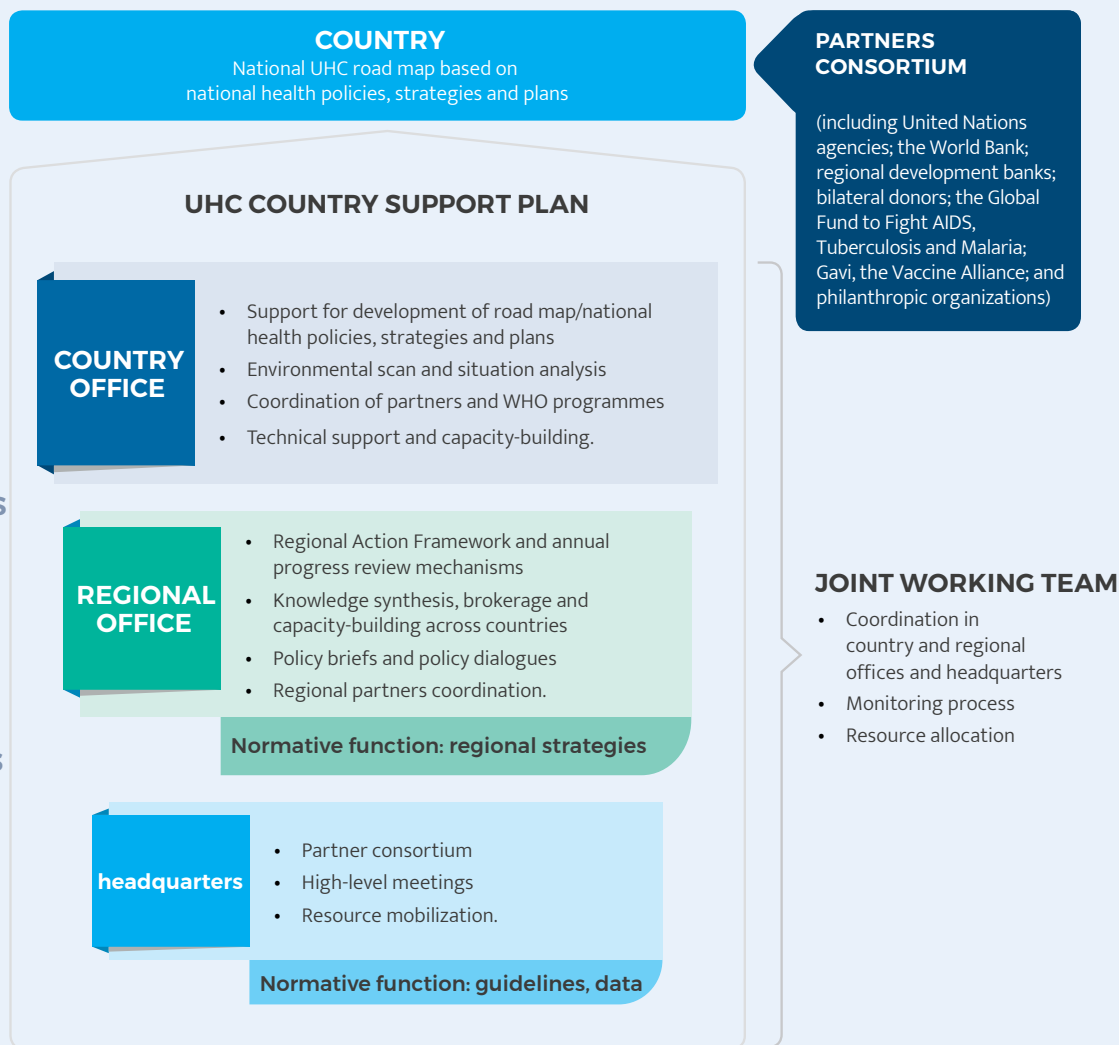 COUNTRY
National UHC road map based on
national health policies, strategies and plans
PARTNERS
CONSORTIUM
(including United Nations
agencies; the World Bank;
regional development banks;
bilateral donors; the Global
Fund to Fight AIDS,
Tuberculosis and Malaria;
Gavi, the Vaccine Alliance; and
philanthropic organizations)
UHC COUNTRY SUPPORT PLAN
COUNTRY
OFFICE
• Support for development of road map/national
health policies, strategies and plans
• Environmental scan and situation analysis
• Coordination of partners and WHO programmes
• Technical support and capacity-building.
REGIONAL
OFFICE
• Regional Action Framework and annual
progress review mechanisms
• Knowledge synthesis, brokerage and
capacity-building across countries
• Policy briefs and policy dialogues
• Regional partners coordination.
Normative function: regional strategies
headquarters
• Partner consortium
• High-level meetings
• Resource mobilization.
Normative function: guidelines, data
JOINT WORKING TEAM
• Coordination in
country and regional
offices and headquarters
• Monitoring process
• Resource allocation